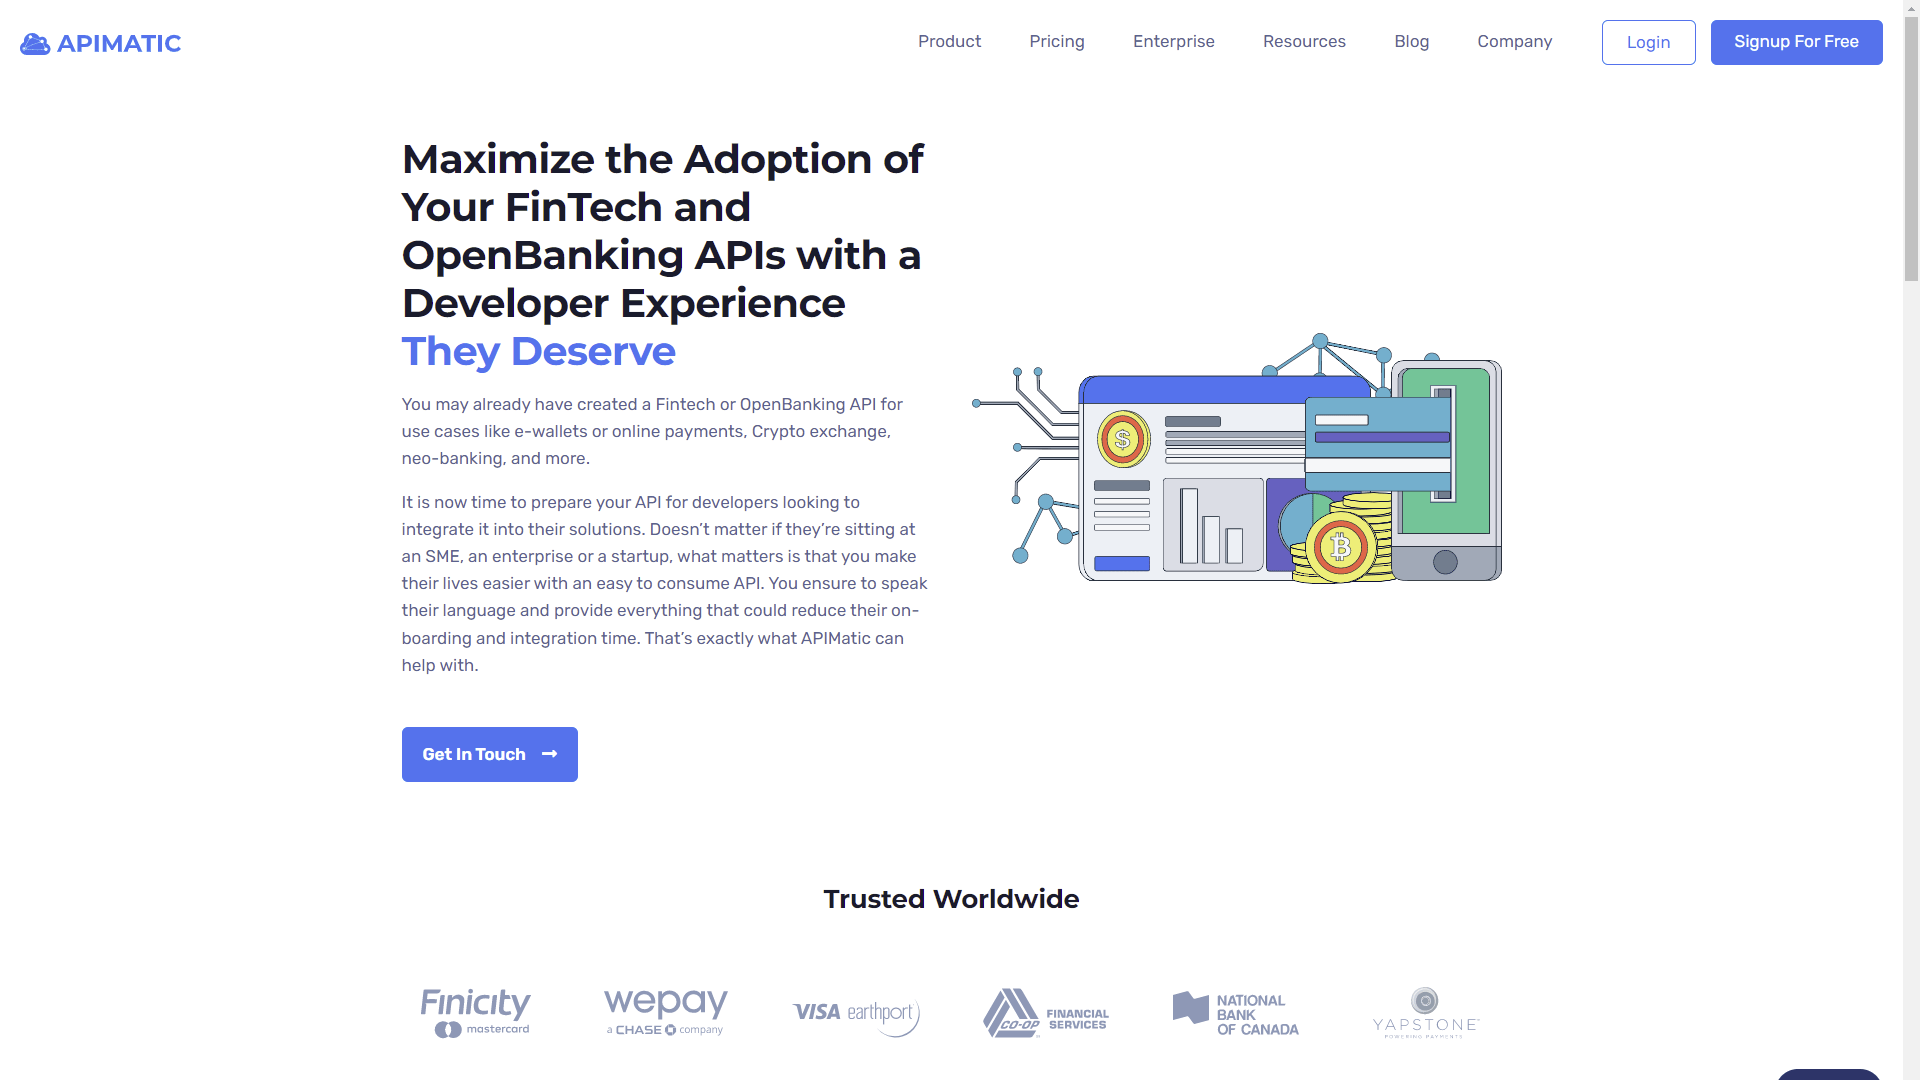 APIMATIC
Product
Pricing
Enterprise
Resources
Blog
Company
Login
Signup For Free
Maximize the Adoption of
Your FinTech and
OpenBanking APIs with a
Developer Experience
They Deserve
You may already have created a Fintech or OpenBanking API for
use cases like e-wallets or online payments, Crypto exchange,
neo-banking, and more.
It is now time to prepare your API for developers looking to
integrate it into their solutions. Doesn’t matter if they’re sitting at
an SME, an enterprise or a startup, what matters is that you make
their lives easier with an easy to consume API. You ensure to speak
their language and provide everything that could reduce their on-
boarding and integration time. That’s exactly what APIMatic can
help with.
Get In Touch
Trusted Worldwide
Finicity
mastercard
wepay
a CHASE company
VISA earthport
CO-OP FINANCIAL
SERVICES
NATIONAL
BANK
OF CANADA
YAPSTONE
POWERING PAYMENTS